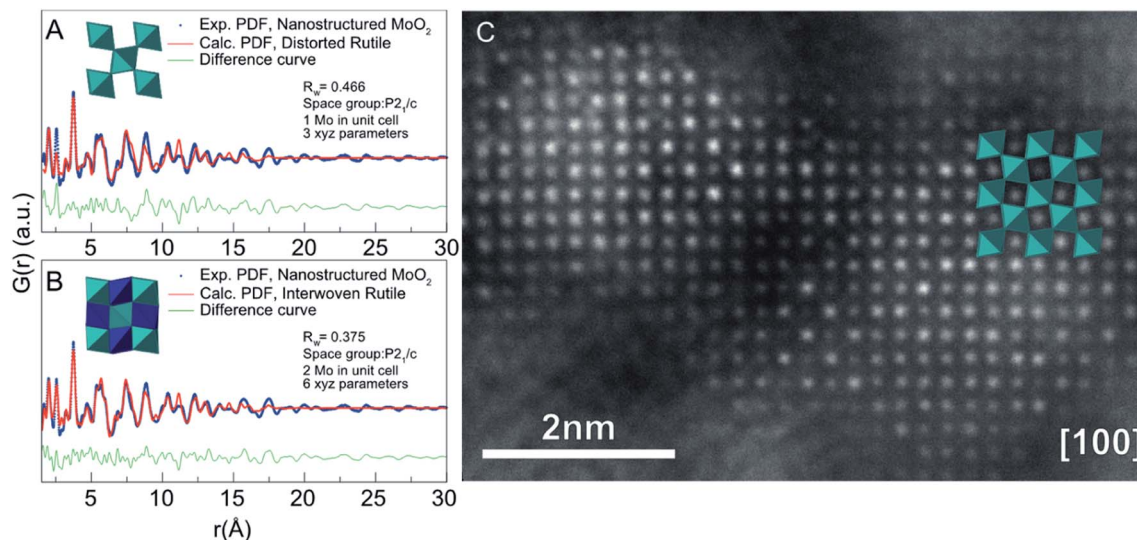 A
Exp. PDF, Nanostructured MoO₂
Calc. PDF, Distorted Rutile
Difference curve
R_w= 0.466
Space group:P2₁/c
1 Mo in unit cell
3 xyz parameters
5 10 15 20 25 30
B
Exp. PDF, Nanostructured MoO₂
Calc. PDF, Interwoven Rutile
Difference curve
R_w= 0.375
Space group:P2₁/c
2 Mo in unit cell
6 xyz parameters
5 10 15 20 25 30
G(r) (a.u.)
r(Å)
C
2nm
[100]